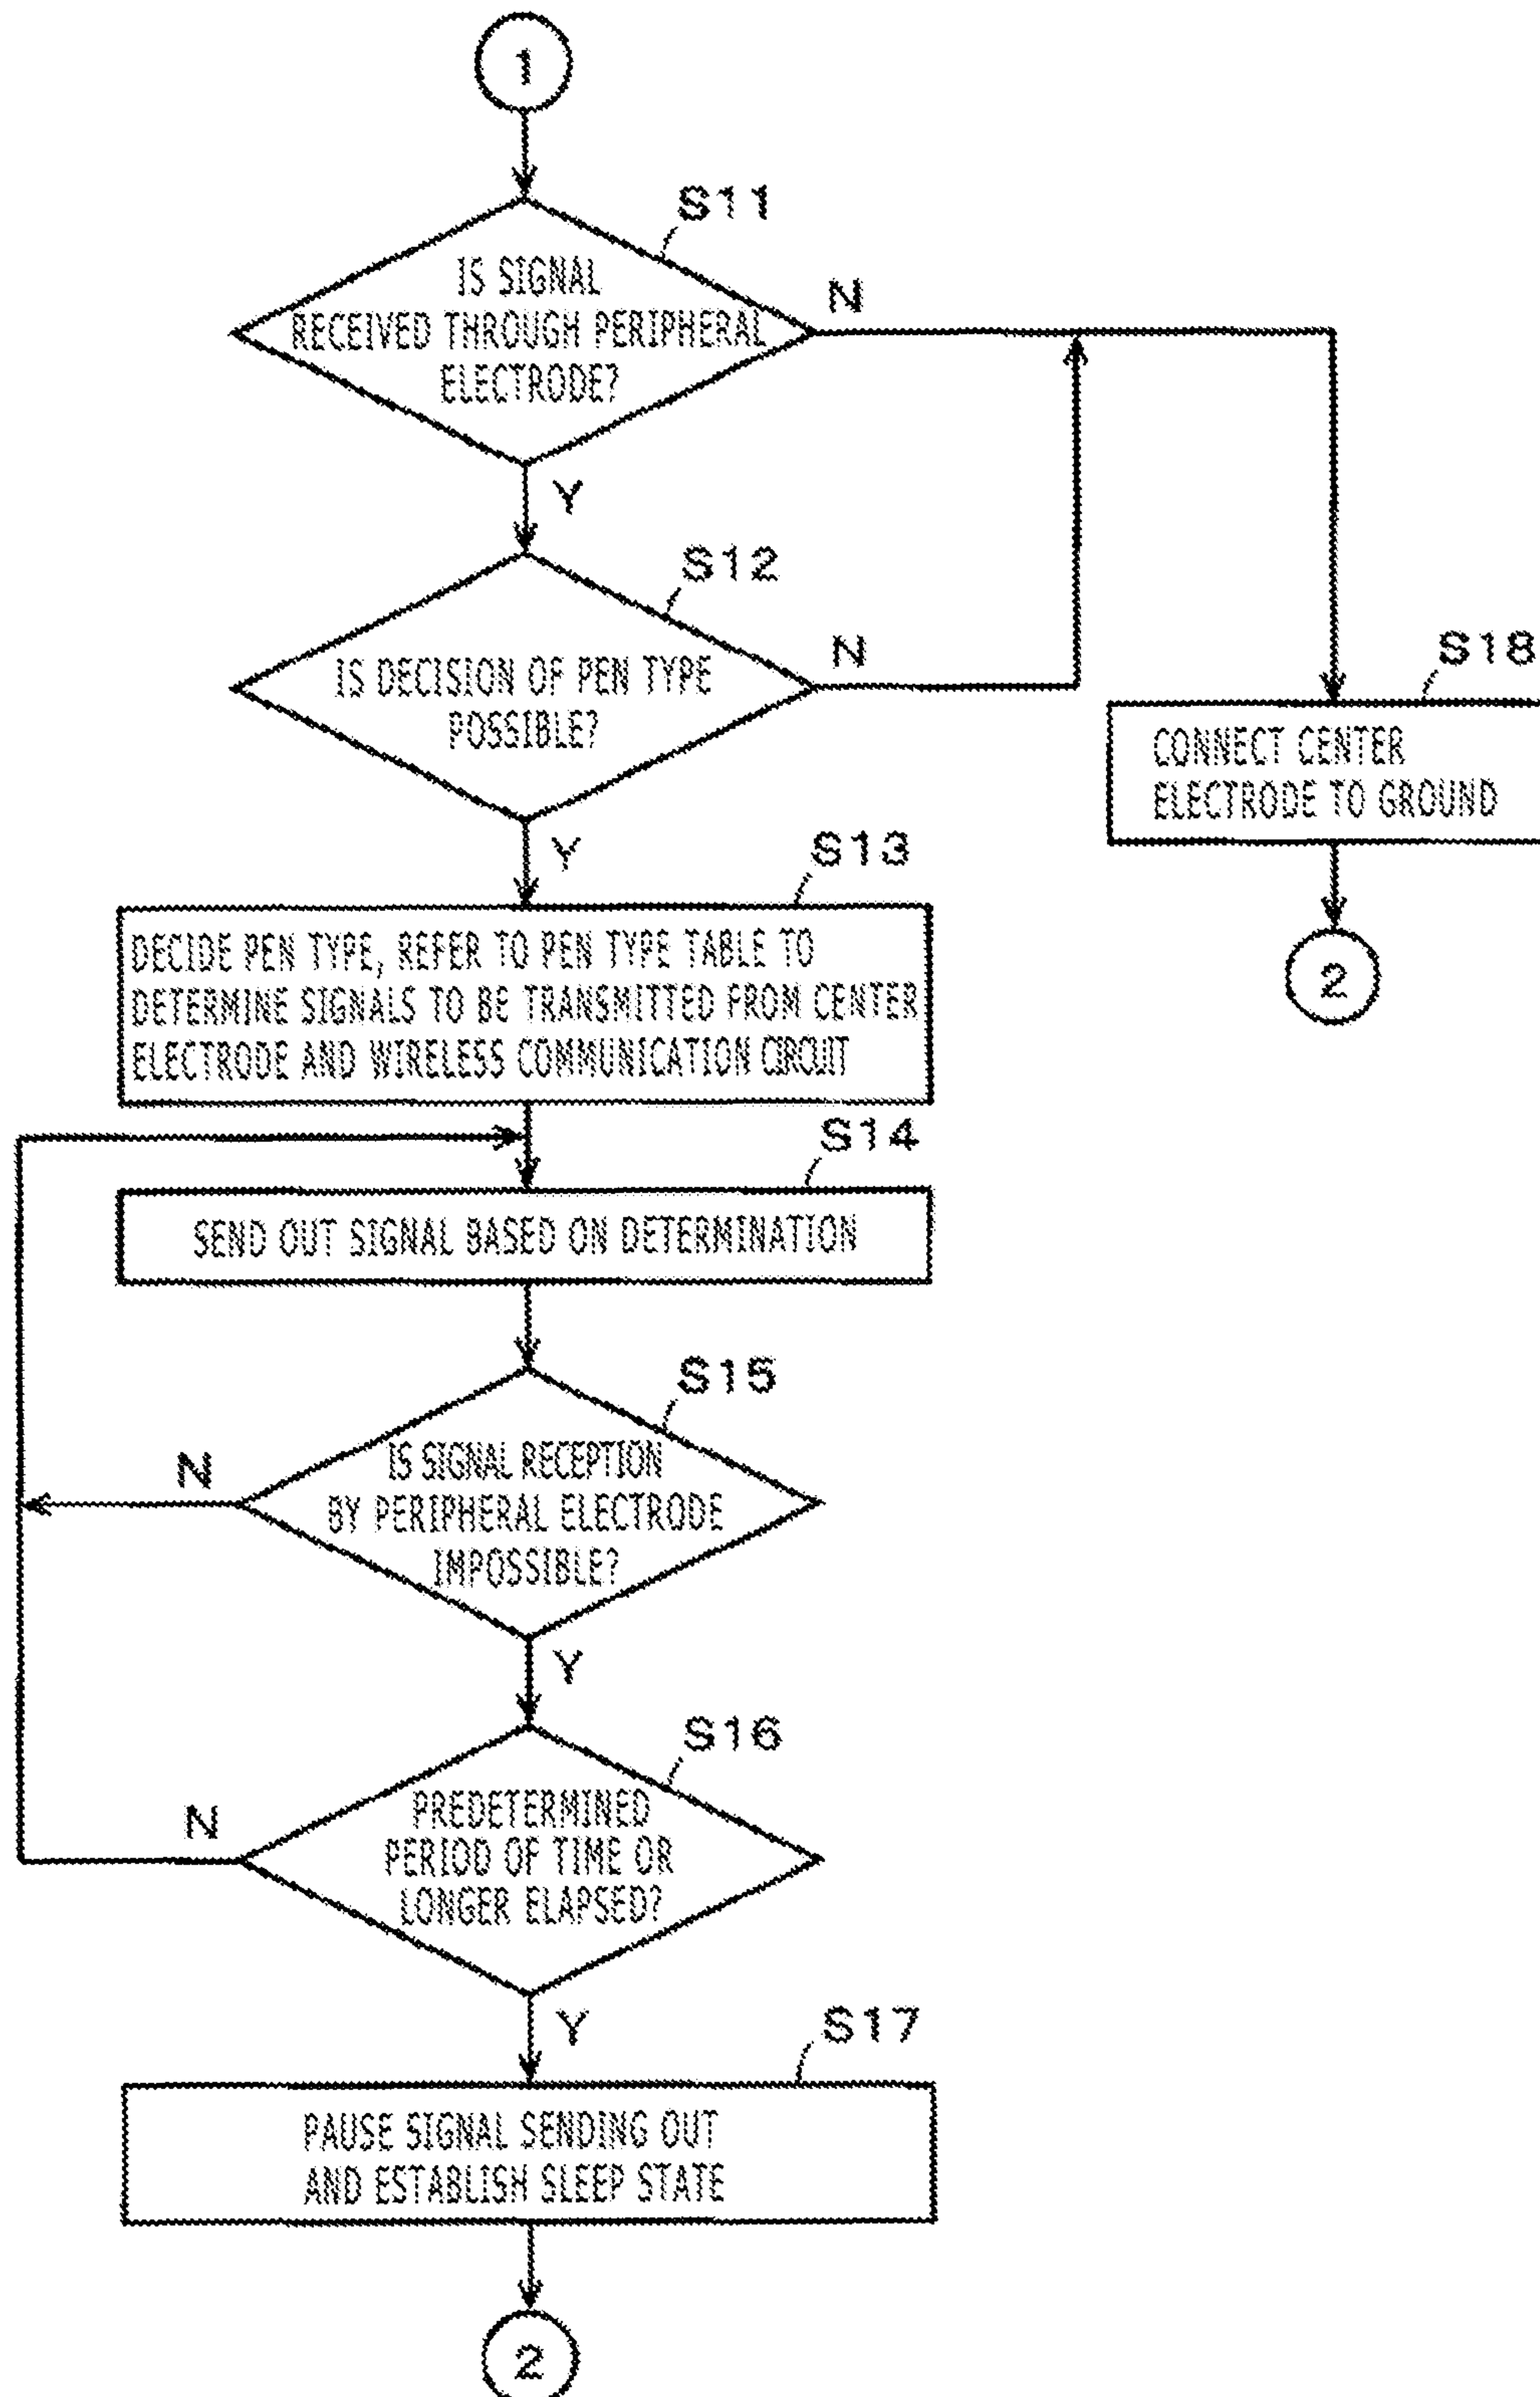 1
S11
IS SIGNAL
RECEIVED THROUGH PERIPHERAL
ELECTRODE?
N
Y
S12
IS DECISION OF PEN TYPE
POSSIBLE?
N
Y
S18
CONNECT CENTER
ELECTRODE TO GROUND
2
S13
DECIDE PEN TYPE, REFER TO PEN TYPE TABLE TO
DETERMINE SIGNALS TO BE TRANSMITTED FROM CENTER
ELECTRODE AND WIRELESS COMMUNICATION CIRCUIT
S14
SEND OUT SIGNAL BASED ON DETERMINATION
S15
IS SIGNAL RECEPTION
BY PERIPHERAL ELECTRODE
IMPOSSIBLE?
N
Y
S16
PREDETERMINED
PERIOD OF TIME OR
LONGER ELAPSED?
N
Y
S17
PAUSE SIGNAL SENDING OUT
AND ESTABLISH SLEEP STATE
2